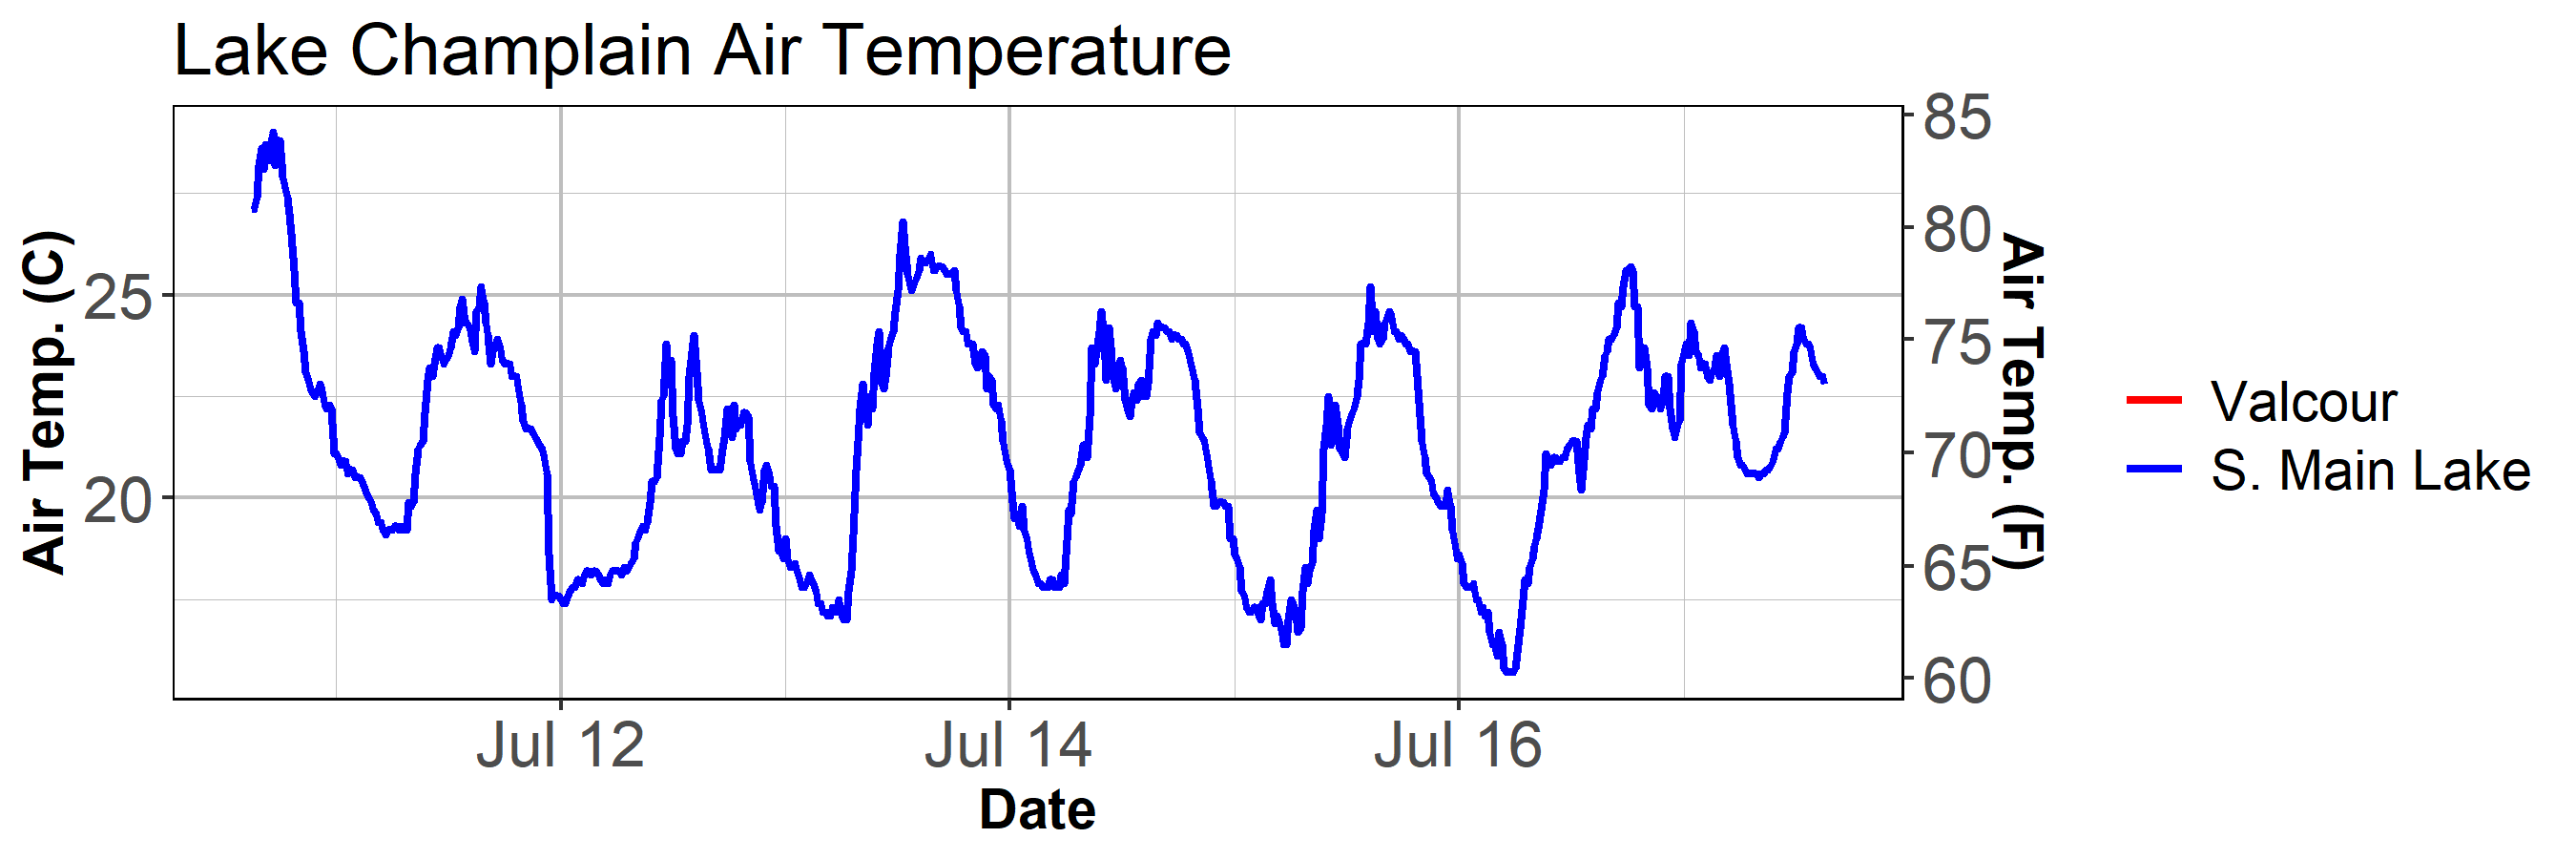 Lake Champlain Air Temperature
Air Temp. (C)
25
20
85
80
75
70
65
60
Air Temp. (F)
Jul 12
Jul 14
Jul 16
Date
Valcour
S. Main Lake